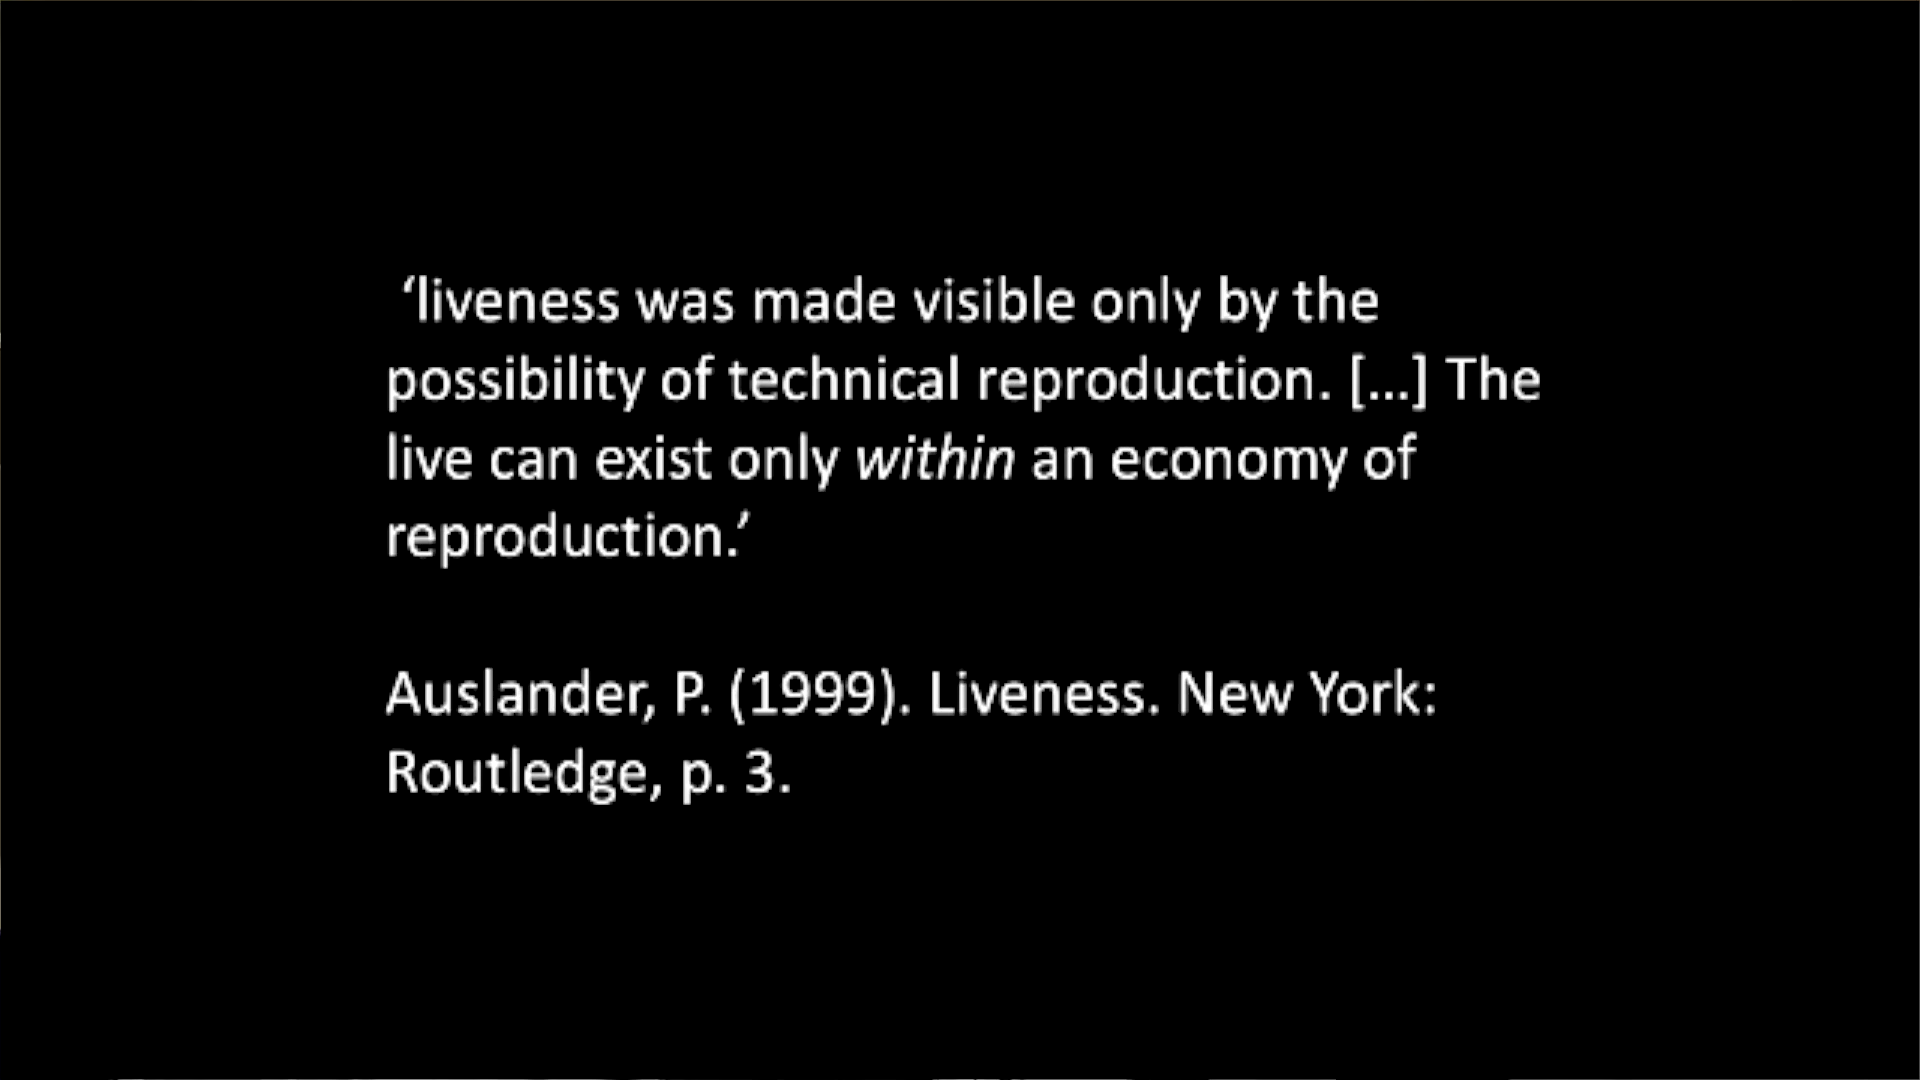 ‘liveness was made visible only by the
possibility of technical reproduction. […] The
live can exist only within an economy of
reproduction.’
Auslander, P. (1999). Liveness. New York:
Routledge, p. 3.